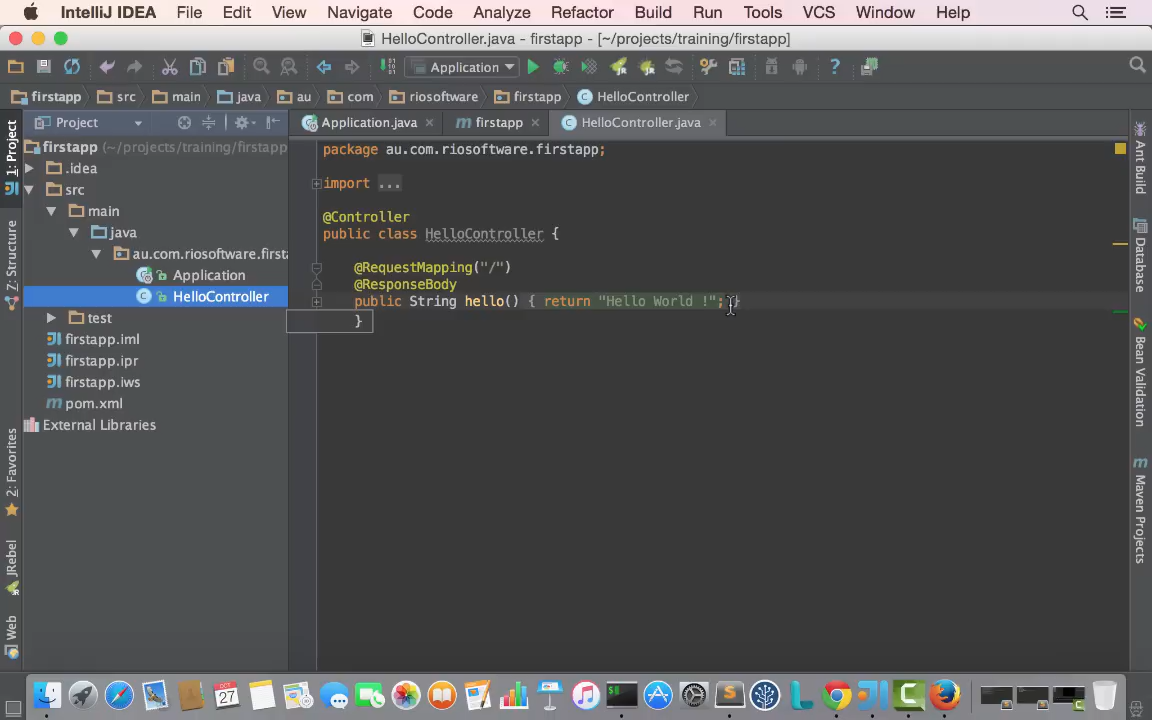 IntelliJ IDEA File Edit View Navigate Code Analyze Refactor Build Run Tools VCS Window Help
HelloController.java - firstapp - [~/projects/training/firstapp]
Application
firstapp src main java au com riosoftware firstapp HelloController
Project Application.java firstapp HelloController.java
firstapp (~/projects/training/firstapp
.idea
src
main
java
au.com.riosoftware.firsta
Application
HelloController
test
firstapp.iml
firstapp.ipr
firstapp.iws
pom.xml
External Libraries
package au.com.riosoftware.firstapp;
import ...
@Controller
public class HelloController {
@RequestMapping("/")
@ResponseBody
public String hello() { return "Hello World !"; }
}
1: Project
7: Structure
2: Favorites
JRebel
Web
Ant Build
Database
Bean Validation
Maven Projects
OCT
27